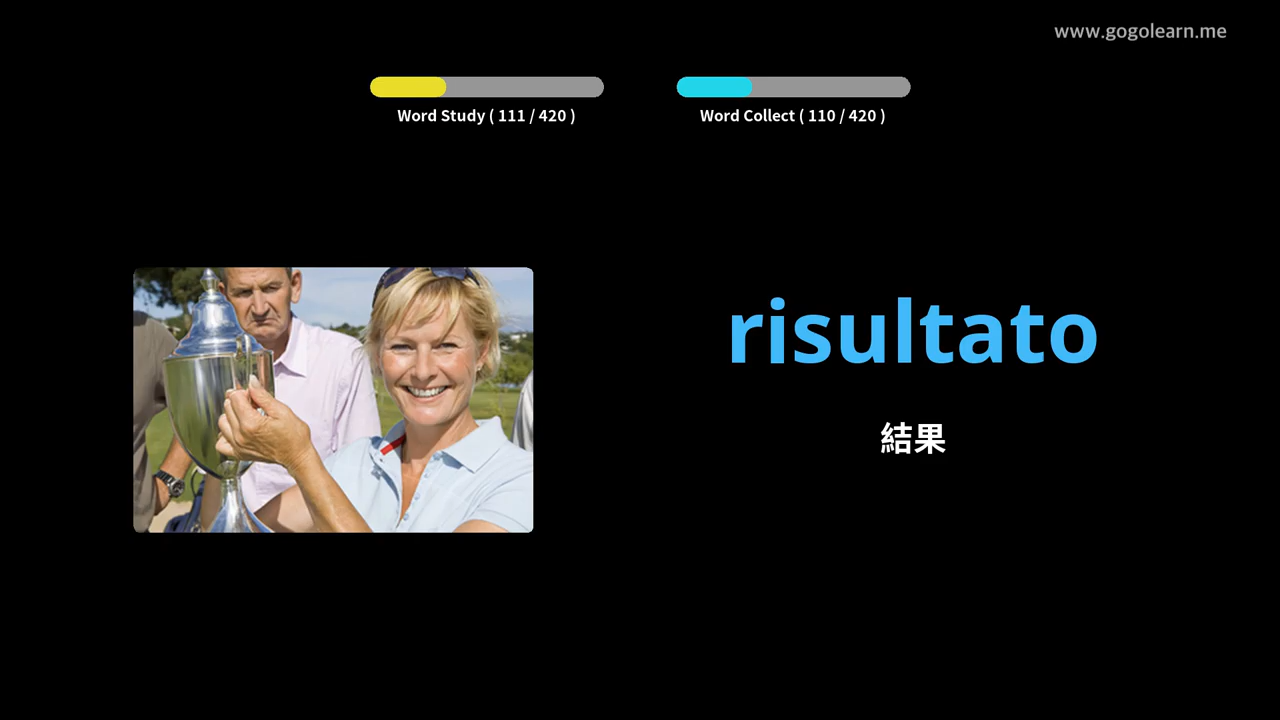 www.gogolearn.me
Word Study ( 111 / 420 )
Word Collect ( 110 / 420 )
risultato
結果